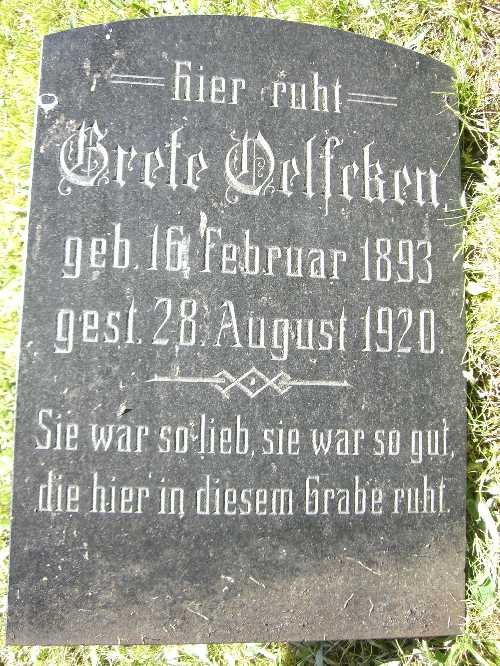 Hier ruht
Grete Oelfcken.
geb. 16. Februar 1893
gest. 28. August 1920.
Sie war so lieb, sie war so gut,
die hier in diesem Grabe ruht.